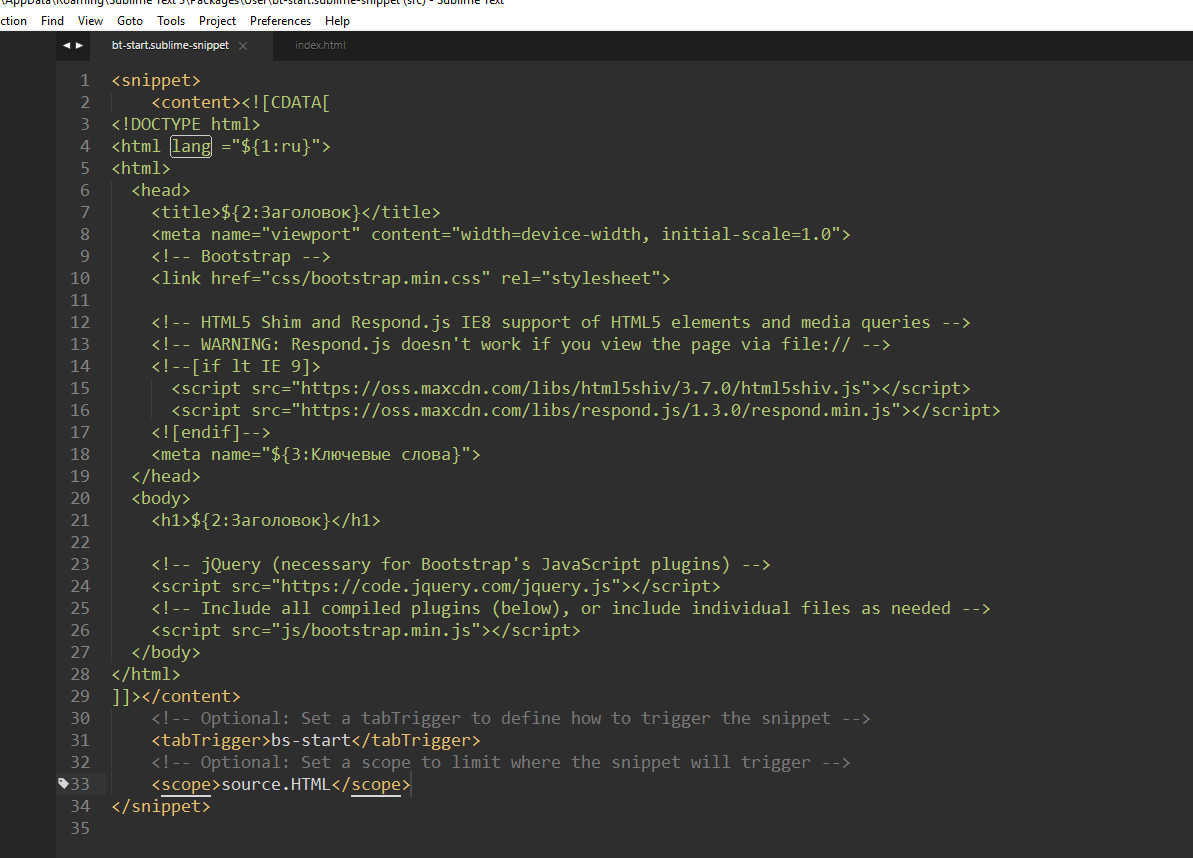 \AppData\Roaming\Sublime Text 3\Packages\User\bt-start.sublime-snippet (src) - Sublime Text
ction Find View Goto Tools Project Preferences Help
bt-start.sublime-snippet index.html
1 <snippet>
2 <content><![CDATA[
3 <!DOCTYPE html>
4 <html lang ="${1:ru}">
5 <html>
6 <head>
7 <title>${2:Заголовок}</title>
8 <meta name="viewport" content="width=device-width, initial-scale=1.0">
9 <!-- Bootstrap -->
10 <link href="css/bootstrap.min.css" rel="stylesheet">
11
12 <!-- HTML5 Shim and Respond.js IE8 support of HTML5 elements and media queries -->
13 <!-- WARNING: Respond.js doesn't work if you view the page via file:// -->
14 <!--[if lt IE 9]>
15 <script src="https://oss.maxcdn.com/libs/html5shiv/3.7.0/html5shiv.js"></script>
16 <script src="https://oss.maxcdn.com/libs/respond.js/1.3.0/respond.min.js"></script>
17 <![endif]-->
18 <meta name="${3:Ключевые слова}">
19 </head>
20 <body>
21 <h1>${2:Заголовок}</h1>
22
23 <!-- jQuery (necessary for Bootstrap's JavaScript plugins) -->
24 <script src="https://code.jquery.com/jquery.js"></script>
25 <!-- Include all compiled plugins (below), or include individual files as needed -->
26 <script src="js/bootstrap.min.js"></script>
27 </body>
28 </html>
29 ]]></content>
30 <!-- Optional: Set a tabTrigger to define how to trigger the snippet -->
31 <tabTrigger>bs-start</tabTrigger>
32 <!-- Optional: Set a scope to limit where the snippet will trigger -->
33 <scope>source.HTML</scope>
34 </snippet>
35